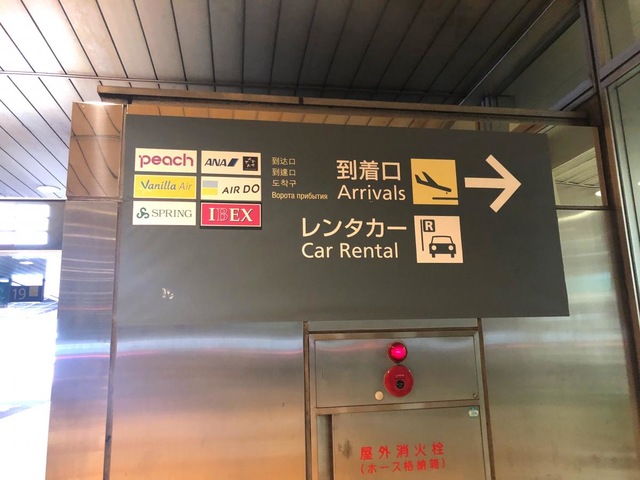 peach
ANA
Vanilla Air
AIR DO
SPRING
IBEX
到达口
到達口
도착구
Ворота прибытия
到着口
Arrivals
レンタカー
Car Rental
R
19
屋外消火栓
(ホース格納箱)